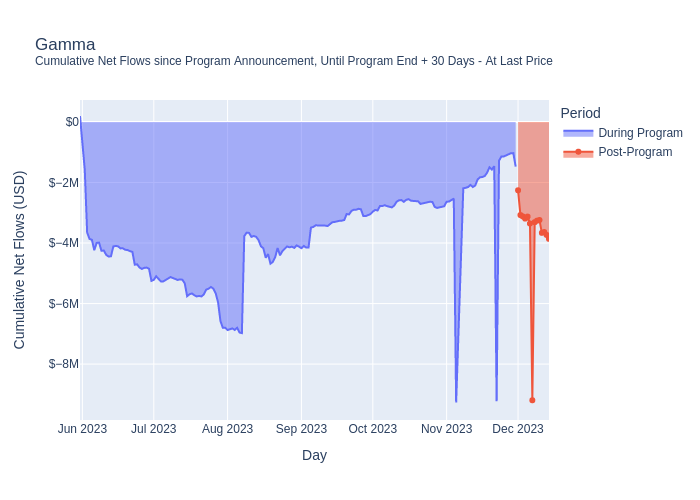 Gamma
Cumulative Net Flows since Program Announcement, Until Program End + 30 Days - At Last Price
Period
During Program
Post-Program
Cumulative Net Flows (USD)
$0
$−2M
$−4M
$−6M
$−8M
Jun 2023
Jul 2023
Aug 2023
Sep 2023
Oct 2023
Nov 2023
Dec 2023
Day